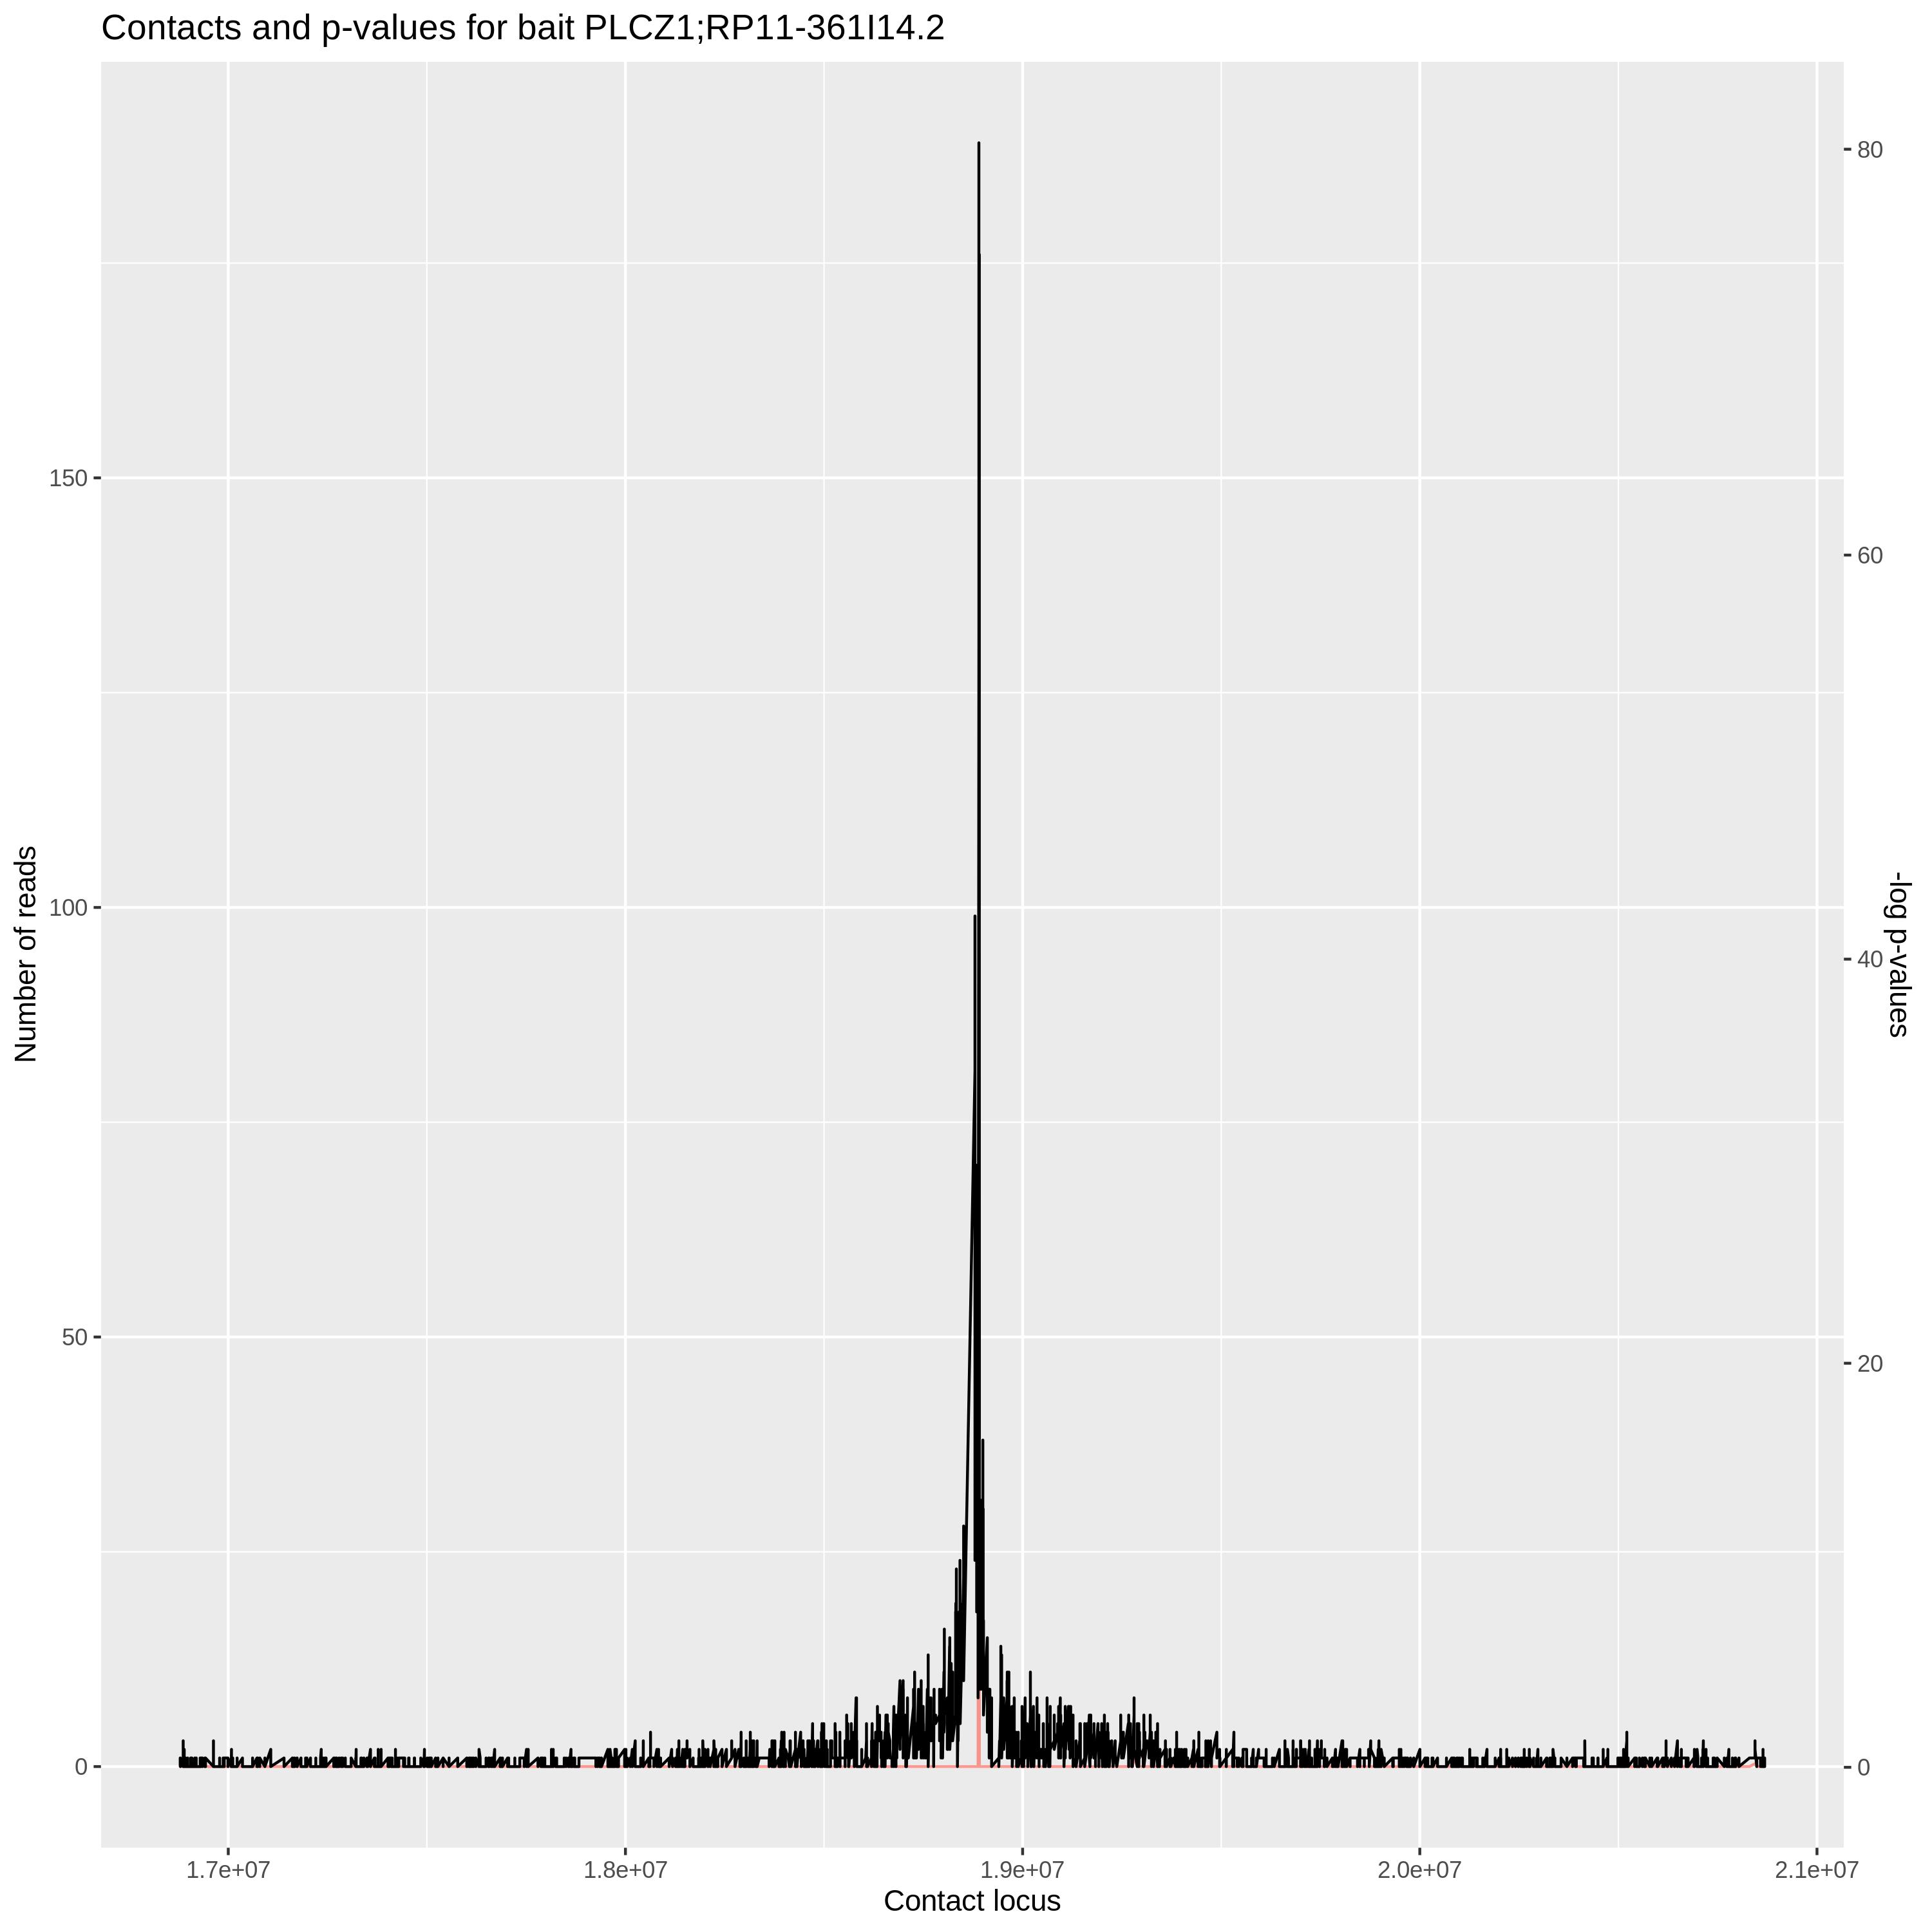 Contacts and p-values for bait PLCZ1;RP11-361I14.2
Number of reads
150
100
50
0
80
60
40
20
0
-log p-values
1.7e+07
1.8e+07
1.9e+07
2.0e+07
2.1e+07
Contact locus